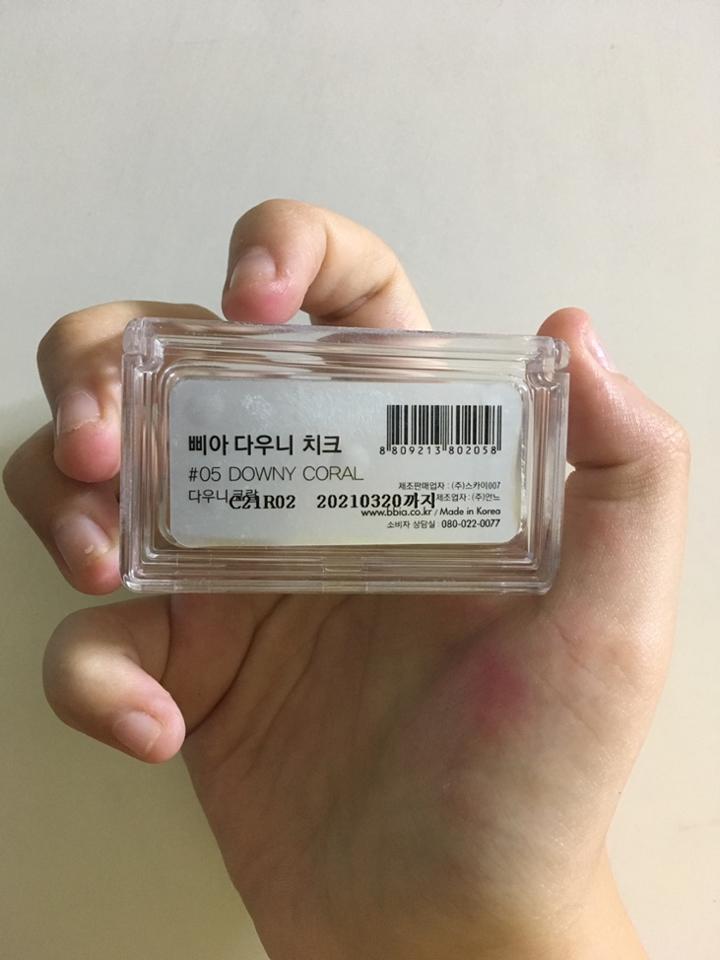 삐아 다우니 치크
8 809213 802058
#05 DOWNY CORAL
다우니코랄
C21R02 20210320까지
제조판매업자 : (주)스카이007
제조업자 : (주)연느
www.bbia.co.kr / Made in Korea
소비자 상담실 080-022-0077